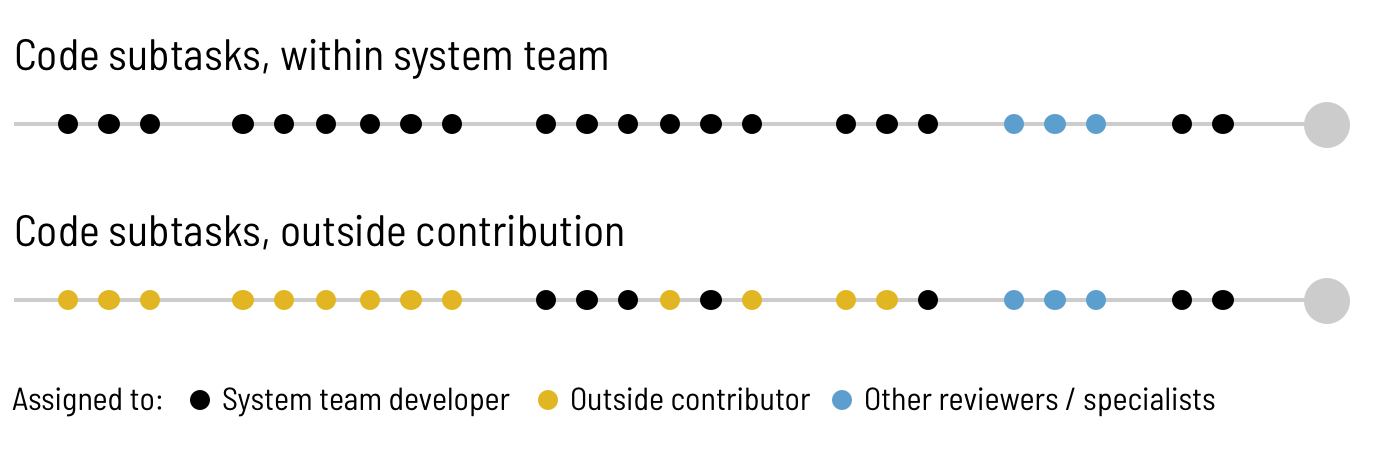 Code subtasks, within system team
Code subtasks, outside contribution
Assigned to: System team developer Outside contributor Other reviewers / specialists